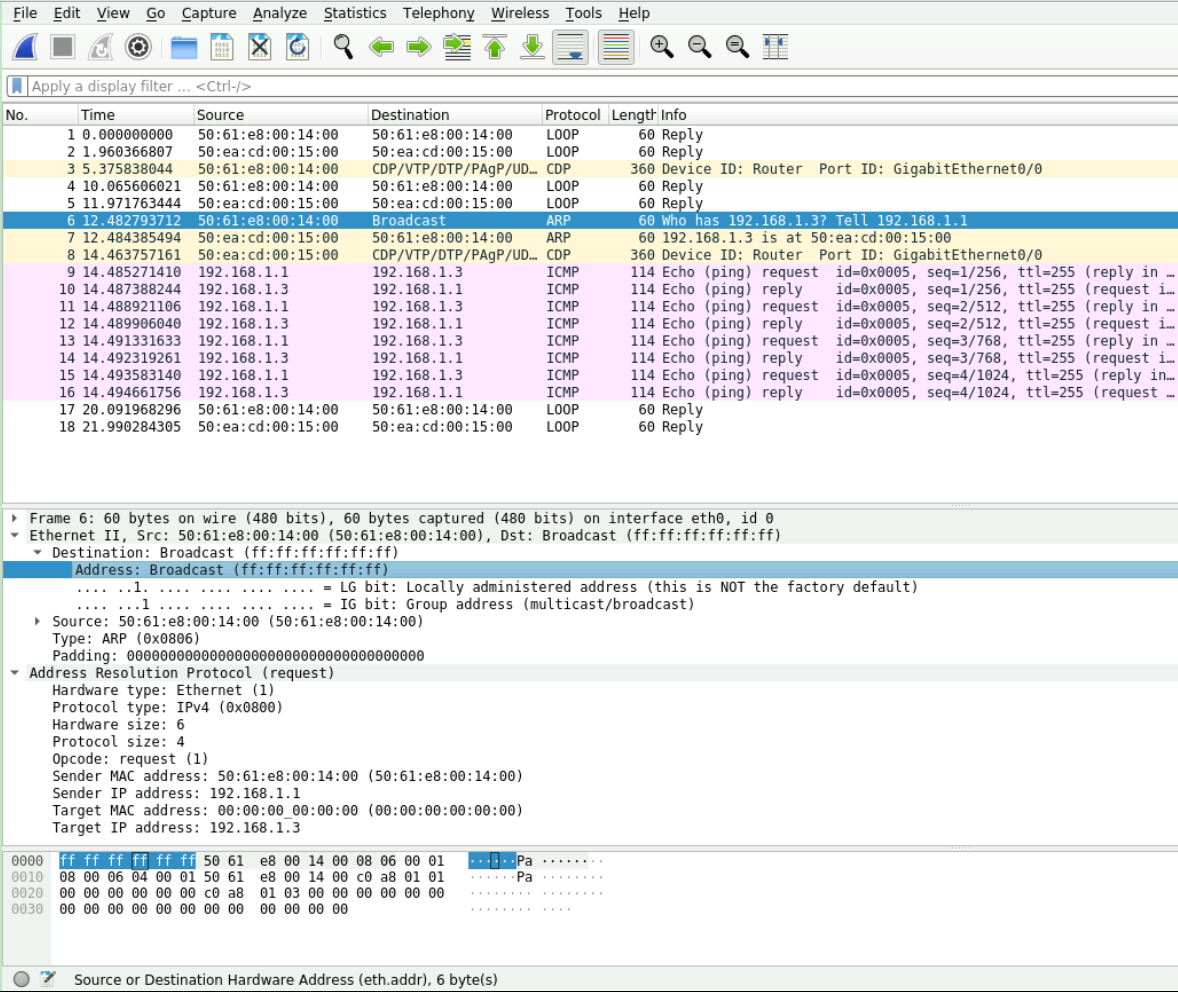 File Edit View Go Capture Analyze Statistics Telephony Wireless Tools Help
Apply a display filter ... <Ctrl-/>
No. Time Source Destination Protocol Length Info
1 0.000000000 50:61:e8:00:14:00 50:61:e8:00:14:00 LOOP 60 Reply
2 1.960366807 50:ea:cd:00:15:00 50:ea:cd:00:15:00 LOOP 60 Reply
3 5.375838044 50:61:e8:00:14:00 CDP/VTP/DTP/PAgP/UD… CDP 360 Device ID: Router Port ID: GigabitEthernet0/0
4 10.065606021 50:61:e8:00:14:00 50:61:e8:00:14:00 LOOP 60 Reply
5 11.971763444 50:ea:cd:00:15:00 50:ea:cd:00:15:00 LOOP 60 Reply
6 12.482793712 50:61:e8:00:14:00 Broadcast ARP 60 Who has 192.168.1.3? Tell 192.168.1.1
7 12.484385494 50:ea:cd:00:15:00 50:61:e8:00:14:00 ARP 60 192.168.1.3 is at 50:ea:cd:00:15:00
8 14.463757161 50:ea:cd:00:15:00 CDP/VTP/DTP/PAgP/UD… CDP 360 Device ID: Router Port ID: GigabitEthernet0/0
9 14.485271410 192.168.1.1 192.168.1.3 ICMP 114 Echo (ping) request id=0x0005, seq=1/256, ttl=255 (reply in …
10 14.487388244 192.168.1.3 192.168.1.1 ICMP 114 Echo (ping) reply id=0x0005, seq=1/256, ttl=255 (request i…
11 14.488921106 192.168.1.1 192.168.1.3 ICMP 114 Echo (ping) request id=0x0005, seq=2/512, ttl=255 (reply in …
12 14.489906040 192.168.1.3 192.168.1.1 ICMP 114 Echo (ping) reply id=0x0005, seq=2/512, ttl=255 (request i…
13 14.491331633 192.168.1.1 192.168.1.3 ICMP 114 Echo (ping) request id=0x0005, seq=3/768, ttl=255 (reply in …
14 14.492319261 192.168.1.3 192.168.1.1 ICMP 114 Echo (ping) reply id=0x0005, seq=3/768, ttl=255 (request i…
15 14.493583140 192.168.1.1 192.168.1.3 ICMP 114 Echo (ping) request id=0x0005, seq=4/1024, ttl=255 (reply in…
16 14.494661756 192.168.1.3 192.168.1.1 ICMP 114 Echo (ping) reply id=0x0005, seq=4/1024, ttl=255 (request …
17 20.091968296 50:61:e8:00:14:00 50:61:e8:00:14:00 LOOP 60 Reply
18 21.990284305 50:ea:cd:00:15:00 50:ea:cd:00:15:00 LOOP 60 Reply
Frame 6: 60 bytes on wire (480 bits), 60 bytes captured (480 bits) on interface eth0, id 0
Ethernet II, Src: 50:61:e8:00:14:00 (50:61:e8:00:14:00), Dst: Broadcast (ff:ff:ff:ff:ff:ff)
Destination: Broadcast (ff:ff:ff:ff:ff:ff)
Address: Broadcast (ff:ff:ff:ff:ff:ff)
.... ..1. .... .... .... .... = LG bit: Locally administered address (this is NOT the factory default)
.... ...1 .... .... .... .... = IG bit: Group address (multicast/broadcast)
Source: 50:61:e8:00:14:00 (50:61:e8:00:14:00)
Type: ARP (0x0806)
Padding: 000000000000000000000000000000000000
Address Resolution Protocol (request)
Hardware type: Ethernet (1)
Protocol type: IPv4 (0x0800)
Hardware size: 6
Protocol size: 4
Opcode: request (1)
Sender MAC address: 50:61:e8:00:14:00 (50:61:e8:00:14:00)
Sender IP address: 192.168.1.1
Target MAC address: 00:00:00_00:00:00 (00:00:00:00:00:00)
Target IP address: 192.168.1.3
0000 ff ff ff ff ff ff 50 61 e8 00 14 00 08 06 00 01 ······Pa ········
0010 08 00 06 04 00 01 50 61 e8 00 14 00 c0 a8 01 01 ······Pa ········
0020 00 00 00 00 00 00 c0 a8 01 03 00 00 00 00 00 00 ········ ········
0030 00 00 00 00 00 00 00 00 00 00 00 00 ········ ····
Source or Destination Hardware Address (eth.addr), 6 byte(s)